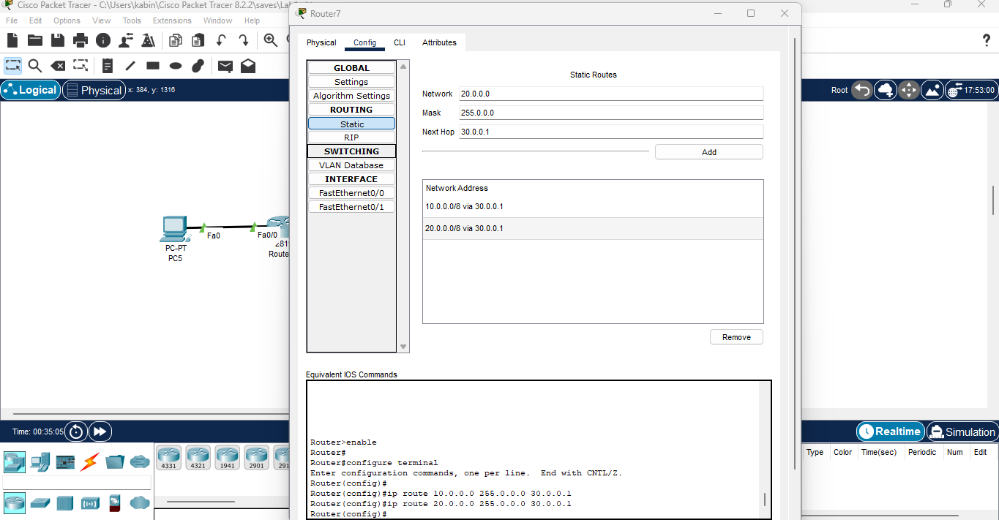 Cisco Packet Tracer - C:\Users\kabin\Cisco Packet Tracer 8.2.2\saves\
Router7
File Edit Options View Tools Extensions Window Help
Physical Config CLI Attributes
Logical Physical x: 384, y: 1316
Root 17:53:00
GLOBAL
Settings
Algorithm Settings
ROUTING
Static
RIP
SWITCHING
VLAN Database
INTERFACE
FastEthernet0/0
FastEthernet0/1
Static Routes
Network 20.0.0.0
Mask 255.0.0.0
Next Hop 30.0.0.1
Add
Network Address
10.0.0.0/8 via 30.0.0.1
20.0.0.0/8 via 30.0.0.1
Remove
Fa0
Fa0/0
PC-PT
PC5
281
Route
Equivalent IOS Commands
Router>enable
Router#
Router#configure terminal
Enter configuration commands, one per line. End with CNTL/Z.
Router(config)#
Router(config)#ip route 10.0.0.0 255.0.0.0 30.0.0.1
Router(config)#ip route 20.0.0.0 255.0.0.0 30.0.0.1
Router(config)#
Time: 00:35:05
Realtime Simulation
4331 4321 1941 2901 291
Type Color Time(sec) Periodic Num Edit